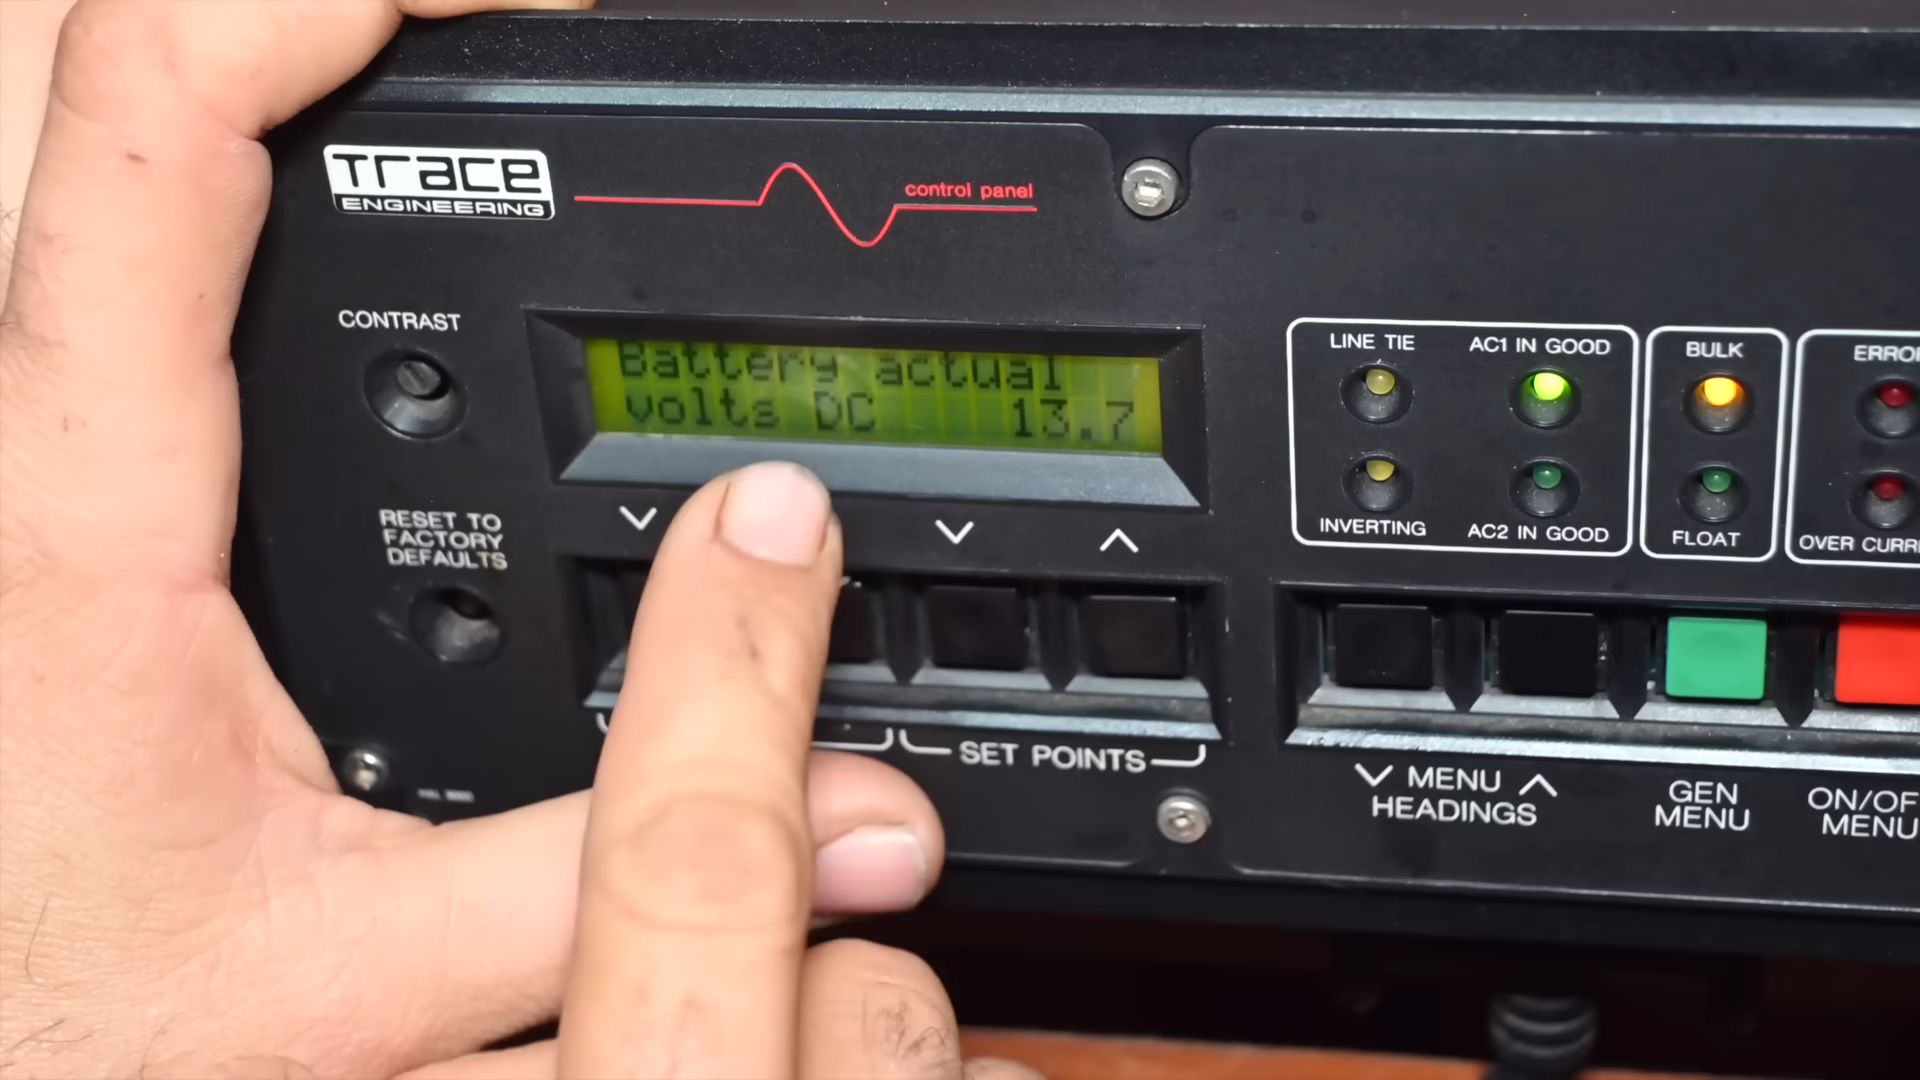 Trace
ENGINEERING
control panel
CONTRAST
Battery actual
volts DC 13.7
RESET TO
FACTORY
DEFAULTS
SET POINTS
LINE TIE
AC1 IN GOOD
INVERTING
AC2 IN GOOD
BULK
FLOAT
ERROR
OVER CURR
MENU
HEADINGS
GEN
MENU
ON/OF
MENU